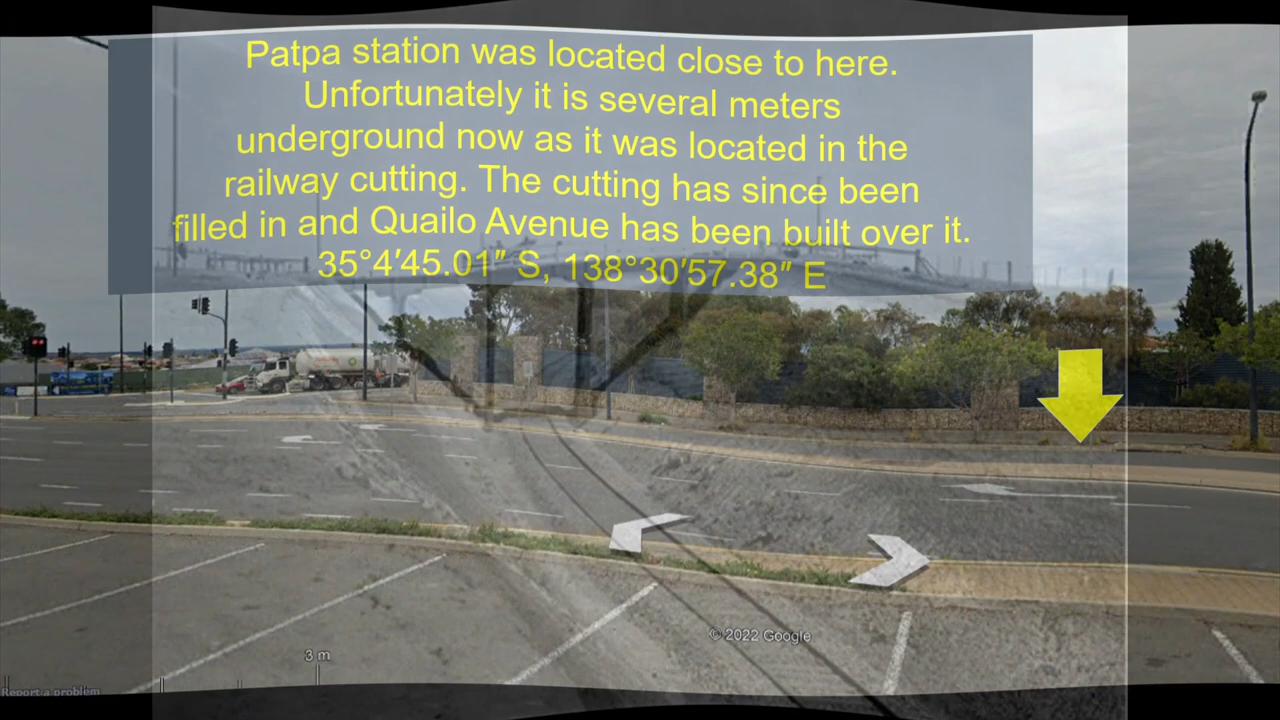 Patpa station was located close to here.
Unfortunately it is several meters
underground now as it was located in the
railway cutting. The cutting has since been
filled in and Quailo Avenue has been built over it.
35°4′45.01″ S, 138°30′57.38″ E
© 2022 Google
3 m
Report a problem